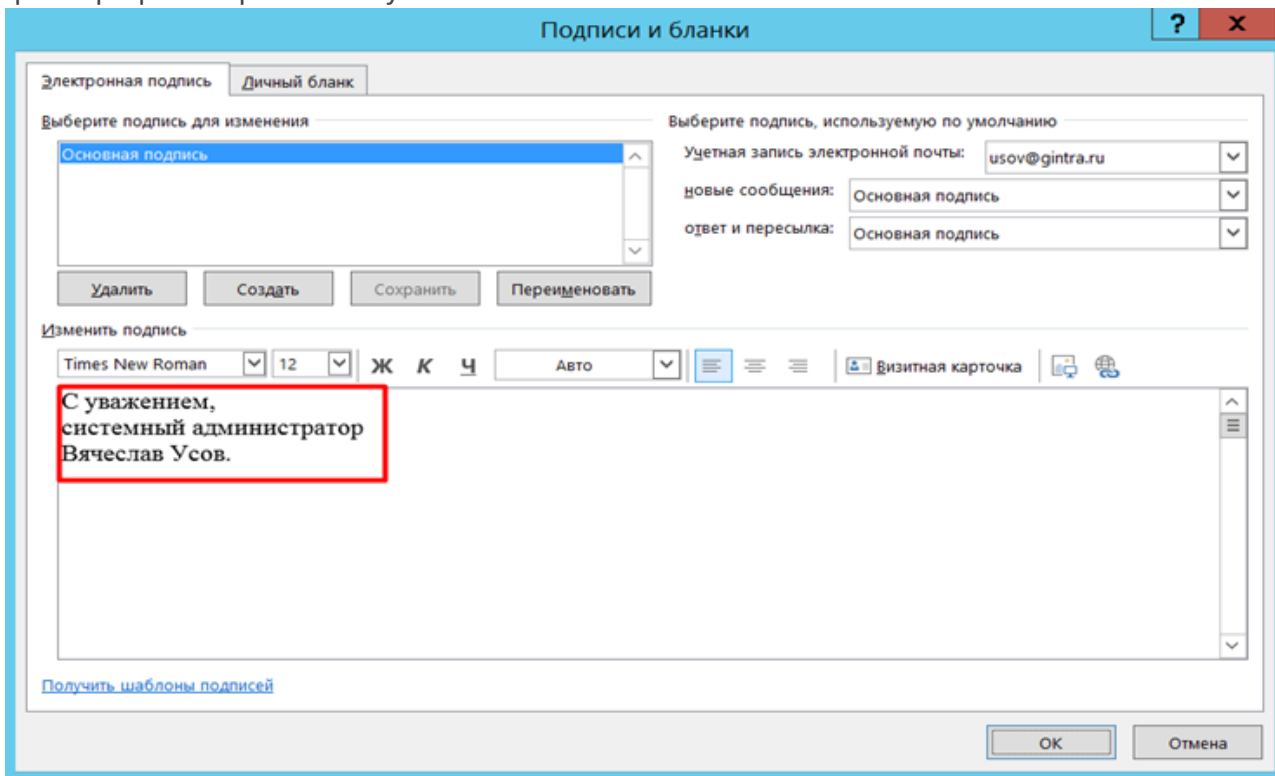 Подписи и бланки
? x
Электронная подпись Личный бланк
Выберите подпись для изменения
Выберите подпись, используемую по умолчанию
Основная подпись
Учетная запись электронной почты: usov@gintra.ru
новые сообщения: Основная подпись
ответ и пересылка: Основная подпись
Удалить Создать Сохранить Переименовать
Изменить подпись
Times New Roman 12 Ж К Ч Авто Визитная карточка
С уважением,
системный администратор
Вячеслав Усов.
Получить шаблоны подписей
ОК Отмена